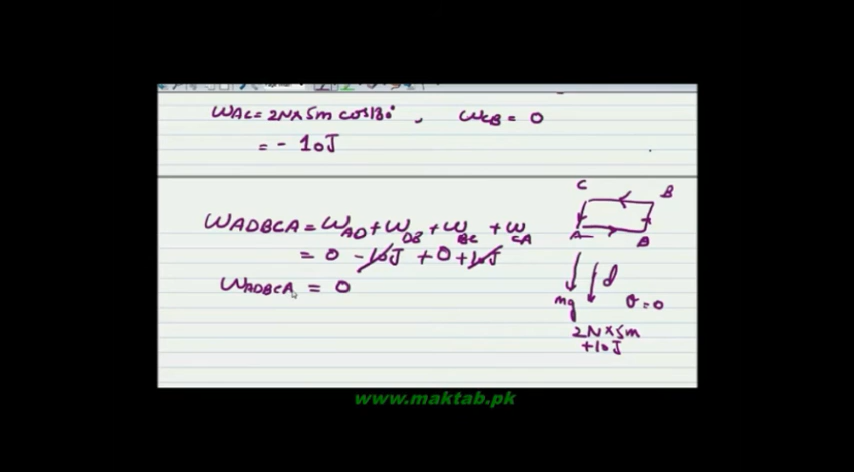 WAC = 2N x 5m cos180° , WCB = 0
= - 10J
C B
WADBCA = WAD + WDB + WBC + WCA
A B
= 0 - 10J + 0 + 10J
WADBCA = 0
mg d θ = 0
2N x 5m
+10J
www.maktab.pk